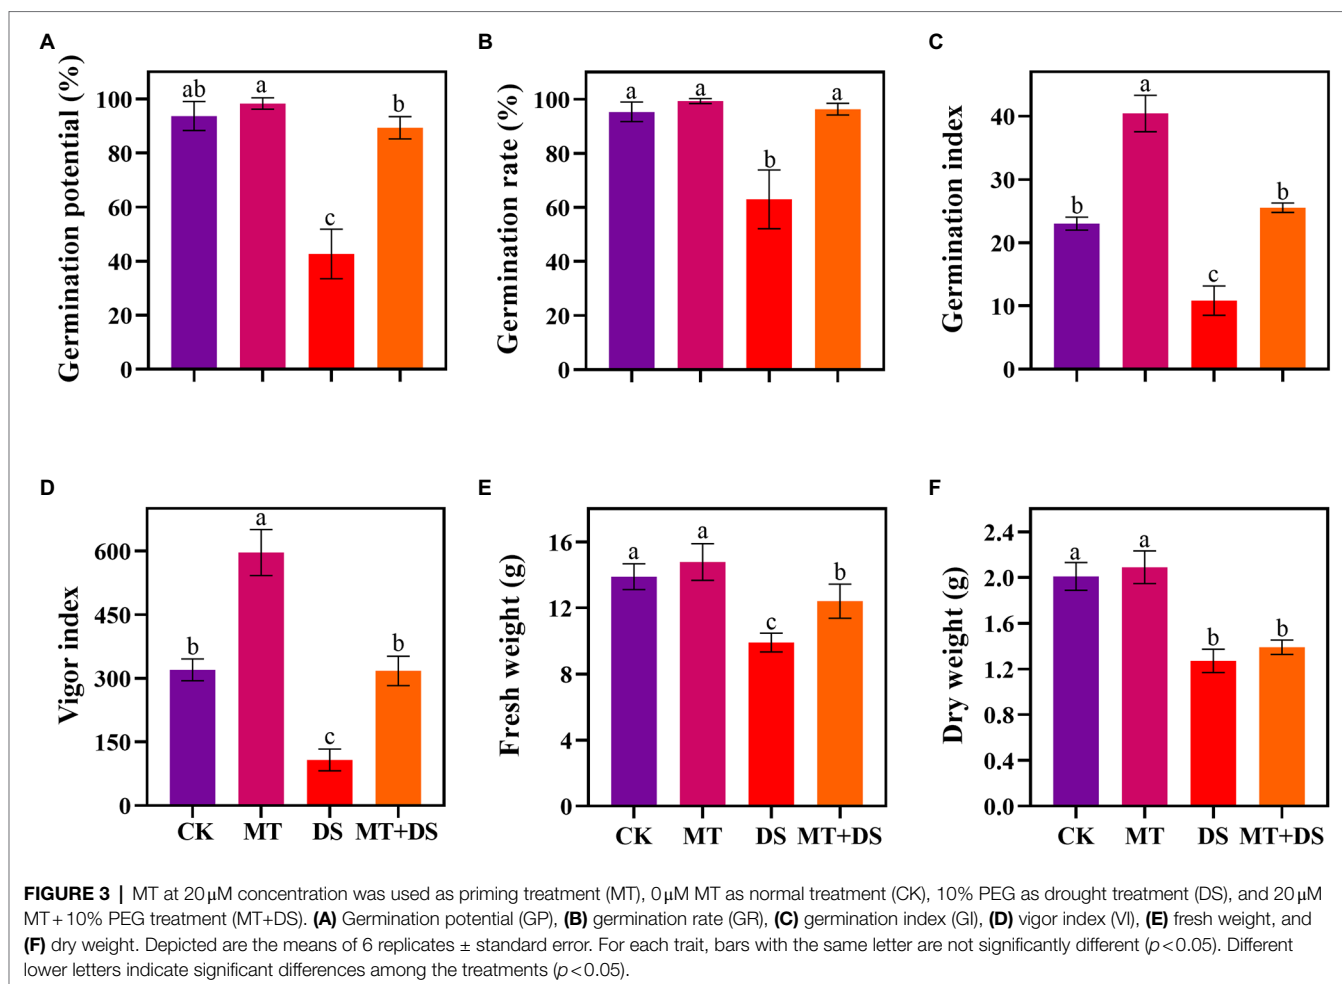 A
B
C
Germination potential (%)
100
80
60
40
20
0
ab
a
c
b
Germination rate (%)
100
80
60
40
20
0
a
a
b
a
Germination index
40
30
20
10
0
b
a
c
b
D
E
F
Vigor index
600
450
300
150
0
b
a
c
b
CK MT DS MT+DS
Fresh weight (g)
16
12
8
4
0
a
a
c
b
CK MT DS MT+DS
Dry weight (g)
2.4
2.0
1.6
1.2
0.8
0.4
0.0
a
a
b
b
CK MT DS MT+DS
FIGURE 3 | MT at 20 μM concentration was used as priming treatment (MT), 0 μM MT as normal treatment (CK), 10% PEG as drought treatment (DS), and 20 μM
MT + 10% PEG treatment (MT+DS). (A) Germination potential (GP), (B) germination rate (GR), (C) germination index (GI), (D) vigor index (VI), (E) fresh weight, and
(F) dry weight. Depicted are the means of 6 replicates ± standard error. For each trait, bars with the same letter are not significantly different (p < 0.05). Different
lower letters indicate significant differences among the treatments (p < 0.05).